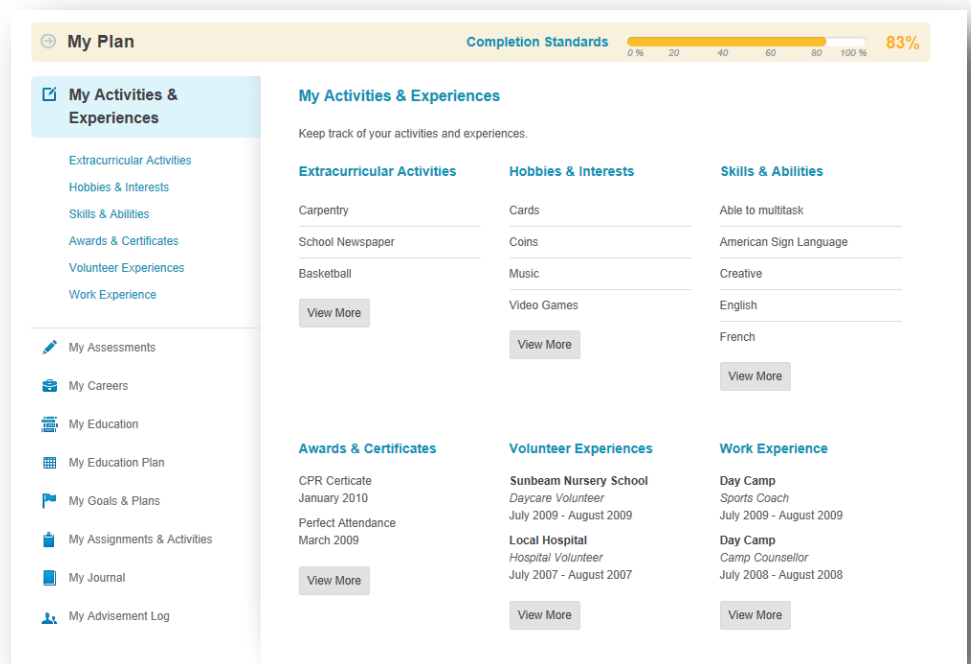 My Plan
Completion Standards
0 % 20 40 60 80 100 %
83%
My Activities &
Experiences
Extracurricular Activities
Hobbies & Interests
Skills & Abilities
Awards & Certificates
Volunteer Experiences
Work Experience
My Assessments
My Careers
My Education
My Education Plan
My Goals & Plans
My Assignments & Activities
My Journal
My Advisement Log
My Activities & Experiences
Keep track of your activities and experiences.
Extracurricular Activities
Carpentry
School Newspaper
Basketball
View More
Hobbies & Interests
Cards
Coins
Music
Video Games
View More
Skills & Abilities
Able to multitask
American Sign Language
Creative
English
French
View More
Awards & Certificates
CPR Certicate
January 2010
Perfect Attendance
March 2009
View More
Volunteer Experiences
Sunbeam Nursery School
Daycare Volunteer
July 2009 - August 2009
Local Hospital
Hospital Volunteer
July 2007 - August 2007
View More
Work Experience
Day Camp
Sports Coach
July 2009 - August 2009
Day Camp
Camp Counsellor
July 2008 - August 2008
View More